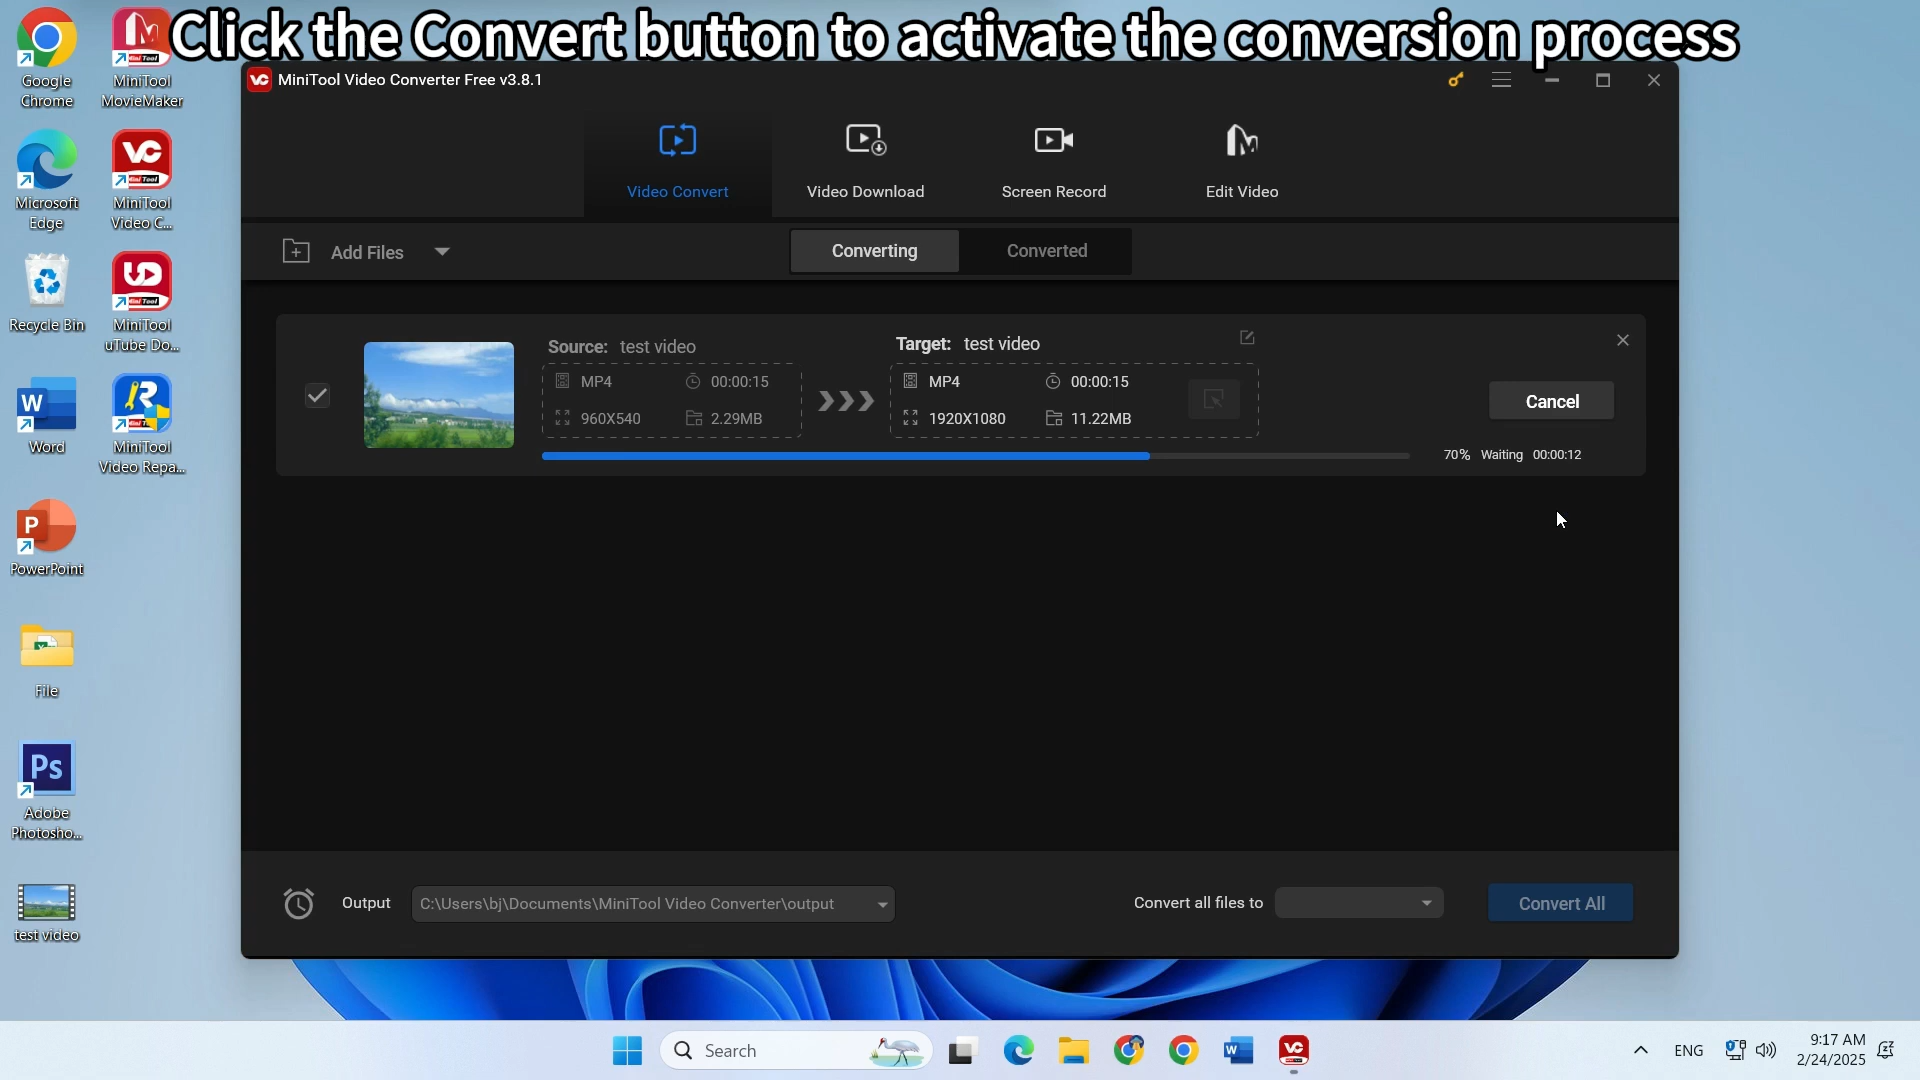 Click the Convert button to activate the conversion process
Google
Chrome
MiniTool
MovieMaker
Microsoft
Edge
MiniTool
Video C...
Recycle Bin
MiniTool
uTube Do...
Word
MiniTool
Video Repa...
PowerPoint
File
Ps
Adobe
Photosho...
test video
VC MiniTool Video Converter Free v3.8.1
Video Convert
Video Download
Screen Record
Edit Video
Add Files
Converting
Converted
Source: test video
MP4 00:00:15
960X540 2.29MB
Target: test video
MP4 00:00:15
1920X1080 11.22MB
Cancel
70% Waiting 00:00:12
Output C:\Users\bj\Documents\MiniTool Video Converter\output
Convert all files to
Convert All
Search
ENG
9:17 AM
2/24/2025